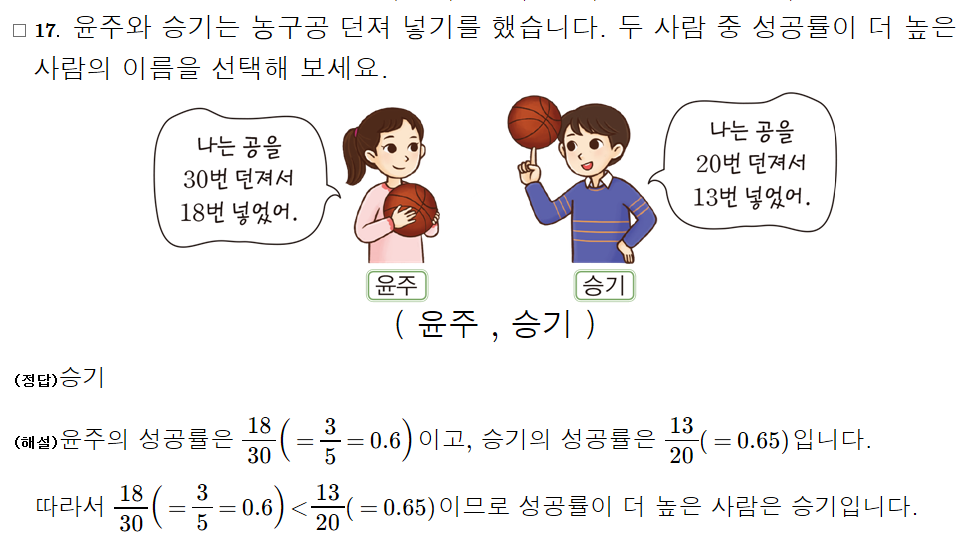 □ 17. 윤주와 승기는 농구공 던져 넣기를 했습니다. 두 사람 중 성공률이 더 높은
사람의 이름을 선택해 보세요.
나는 공을
30번 던져서
18번 넣었어.
나는 공을
20번 던져서
13번 넣었어.
윤주
승기
( 윤주 , 승기 )
(정답)승기
(해설)윤주의 성공률은 18/30(=3/5=0.6)이고, 승기의 성공률은 13/20(=0.65)입니다.
따라서 18/30(=3/5=0.6)<13/20(=0.65)이므로 성공률이 더 높은 사람은 승기입니다.